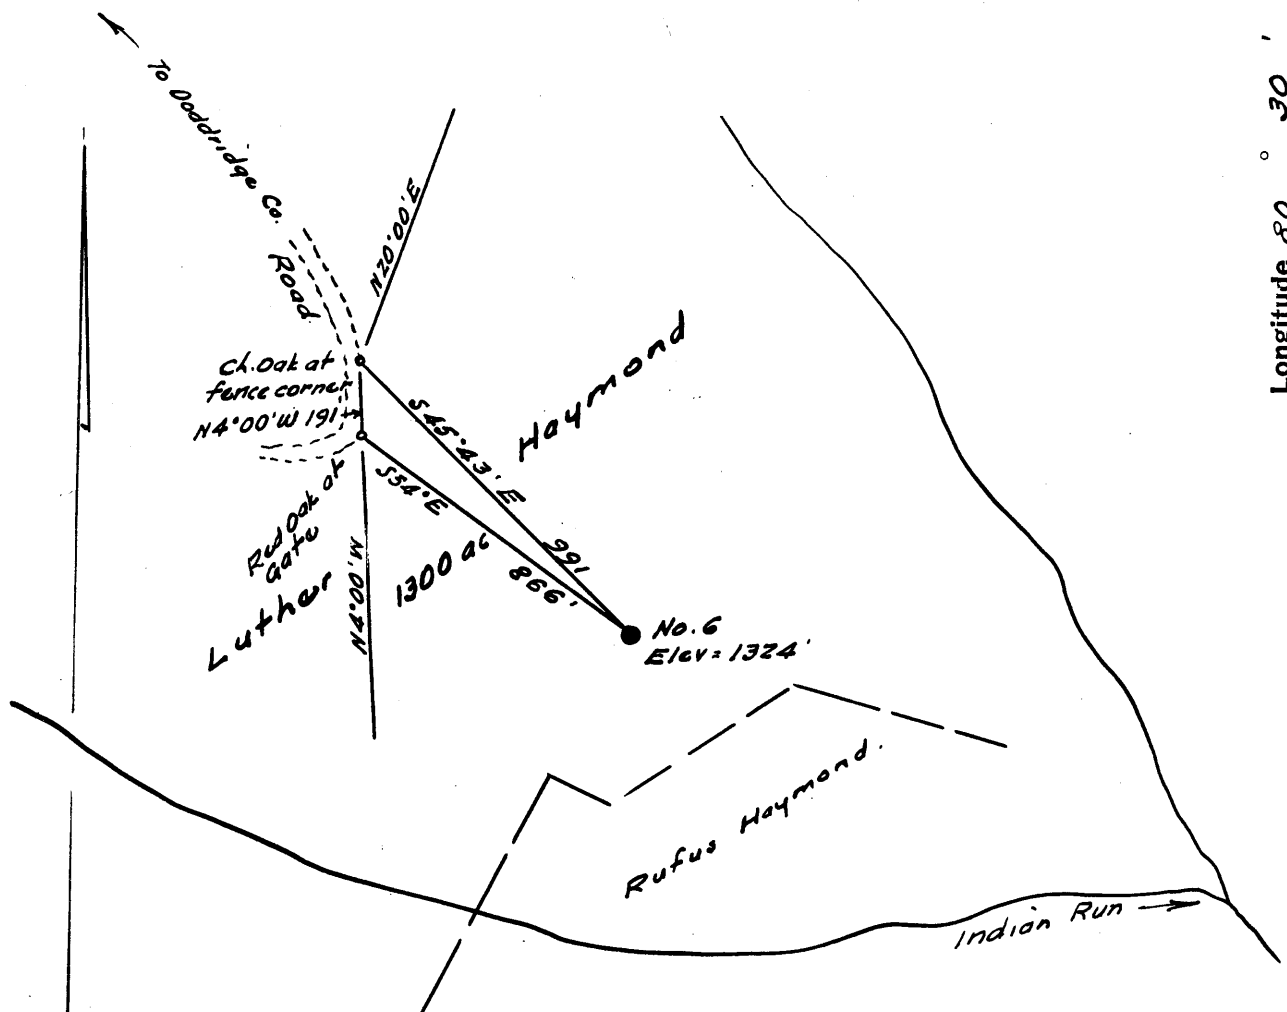 To Doddridge Co.
Road
N20°00'E
Ch. Oak at
fence corner
N4°00'W 191
S45°43'E
991
S54°E
866'
Red Oak at
Gate
N4°00'W
Luther Haymond
1300 ac
No. 6
Elev = 1324'
Rufus Haymond.
Indian Run
Longitude 80° 30'